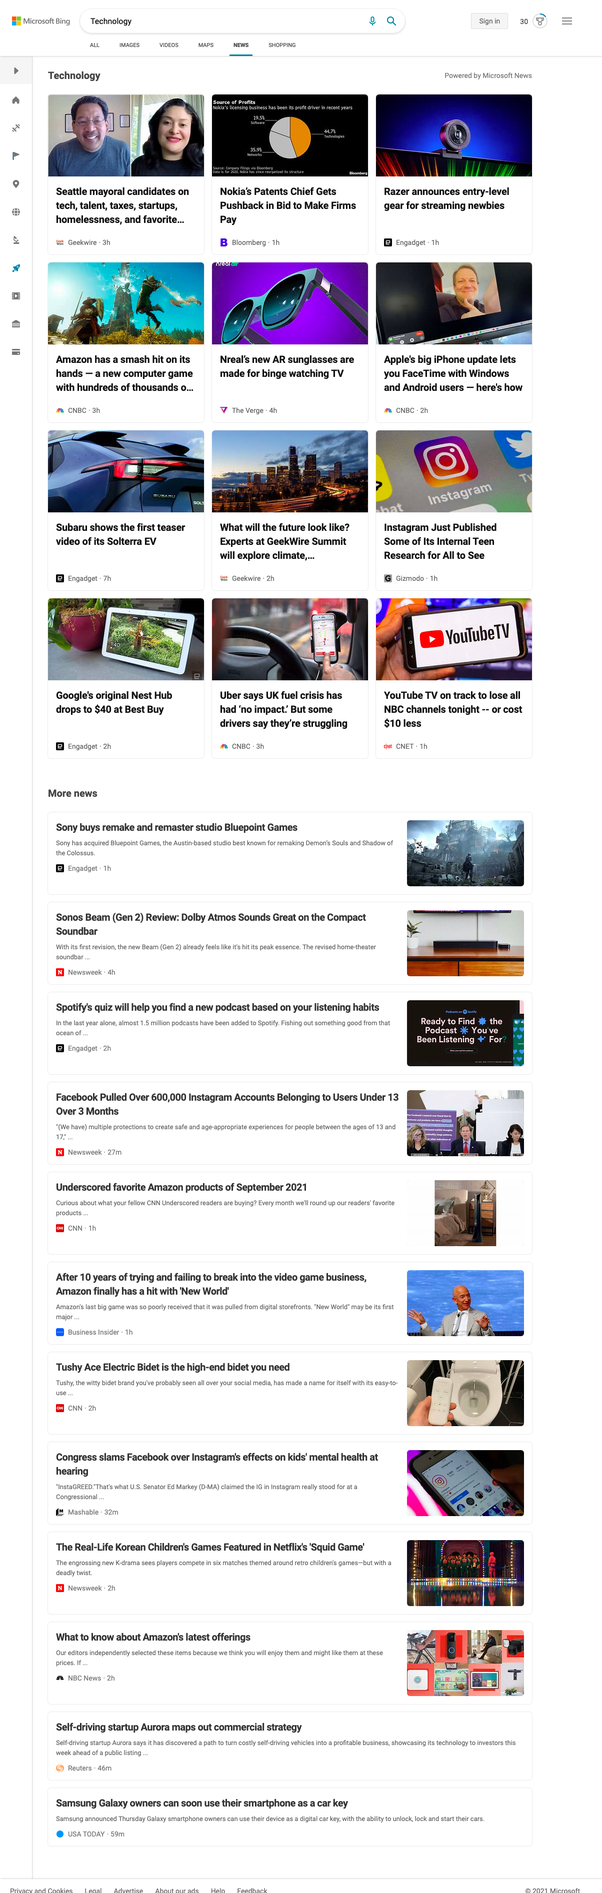 Microsoft Bing
Technology
Sign in
30
ALL IMAGES VIDEOS MAPS NEWS SHOPPING
Technology
Powered by Microsoft News
Seattle mayoral candidates on
tech, talent, taxes, startups,
homelessness, and favorite...
Geekwire · 3h
Source of Profits
Nokia's licensing business has been its profit driver in recent years
19.5%
Software
44.7%
Technologies
35.9%
Networks
Bloomberg
Nokia's Patents Chief Gets
Pushback in Bid to Make Firms
Pay
Bloomberg · 1h
Razer announces entry-level
gear for streaming newbies
Engadget · 1h
Amazon has a smash hit on its
hands — a new computer game
with hundreds of thousands o...
CNBC · 3h
Nreal's new AR sunglasses are
made for binge watching TV
The Verge · 4h
Apple's big iPhone update lets
you FaceTime with Windows
and Android users — here's how
CNBC · 2h
SUBARU
SOL
Subaru shows the first teaser
video of its Solterra EV
Engadget · 7h
What will the future look like?
Experts at GeekWire Summit
will explore climate,...
Geekwire · 2h
Instagram
Instagram Just Published
Some of Its Internal Teen
Research for All to See
Gizmodo · 1h
Google's original Nest Hub
drops to $40 at Best Buy
Engadget · 2h
Uber says UK fuel crisis has
had 'no impact.' But some
drivers say they're struggling
CNBC · 3h
YouTube TV
YouTube TV on track to lose all
NBC channels tonight -- or cost
$10 less
CNET · 1h
More news
Sony buys remake and remaster studio Bluepoint Games
Sony has acquired Bluepoint Games, the Austin-based studio best known for remaking Demon's Souls and Shadow of
the Colossus.
Engadget · 1h
Sonos Beam (Gen 2) Review: Dolby Atmos Sounds Great on the Compact
Soundbar
With its first revision, the new Beam (Gen 2) already feels like it's hit its peak essence. The revised home-theater
soundbar ...
Newsweek · 4h
Spotify's quiz will help you find a new podcast based on your listening habits
In the last year alone, almost 1.5 million podcasts have been added to Spotify. Fishing out something good from that
ocean of ...
Engadget · 2h
Ready to Find the
Podcast You've
Been Listening For?
Facebook Pulled Over 600,000 Instagram Accounts Belonging to Users Under 13
Over 3 Months
"(We have) multiple protections to create safe and age-appropriate experiences for people between the ages of 13 and
17," ...
Newsweek · 27m
Underscored favorite Amazon products of September 2021
Curious about what your fellow CNN Underscored readers are buying? Every month we'll round up our readers' favorite
products ...
CNN · 1h
After 10 years of trying and failing to break into the video game business,
Amazon finally has a hit with 'New World'
Amazon's last big game was so poorly received that it was pulled from digital storefronts. "New World" may be its first
major ...
Business Insider · 1h
Tushy Ace Electric Bidet is the high-end bidet you need
Tushy, the witty bidet brand you've probably seen all over your social media, has made a name for itself with its easy-to-
use ...
CNN · 2h
Congress slams Facebook over Instagram's effects on kids' mental health at
hearing
"InstaGREED."That's what U.S. Senator Ed Markey (D-MA) claimed the IG in Instagram really stood for at a
Congressional ...
Mashable · 32m
The Real-Life Korean Children's Games Featured in Netflix's 'Squid Game'
The engrossing new K-drama sees players compete in six matches themed around retro children's games—but with a
deadly twist.
Newsweek · 2h
What to know about Amazon's latest offerings
Our editors independently selected these items because we think you will enjoy them and might like them at these
prices. If ...
NBC News · 2h
Self-driving startup Aurora maps out commercial strategy
Self-driving startup Aurora says it has discovered a path to turn costly self-driving vehicles into a profitable business, showcasing its technology to investors this
week ahead of a public listing ...
Reuters · 46m
Samsung Galaxy owners can soon use their smartphone as a car key
Samsung announced Thursday Galaxy smartphone owners can use their device as a digital car key, with the ability to unlock, lock and start their cars.
USA TODAY · 59m
Privacy and Cookies Legal Advertise About our ads Help Feedback © 2021 Microsoft